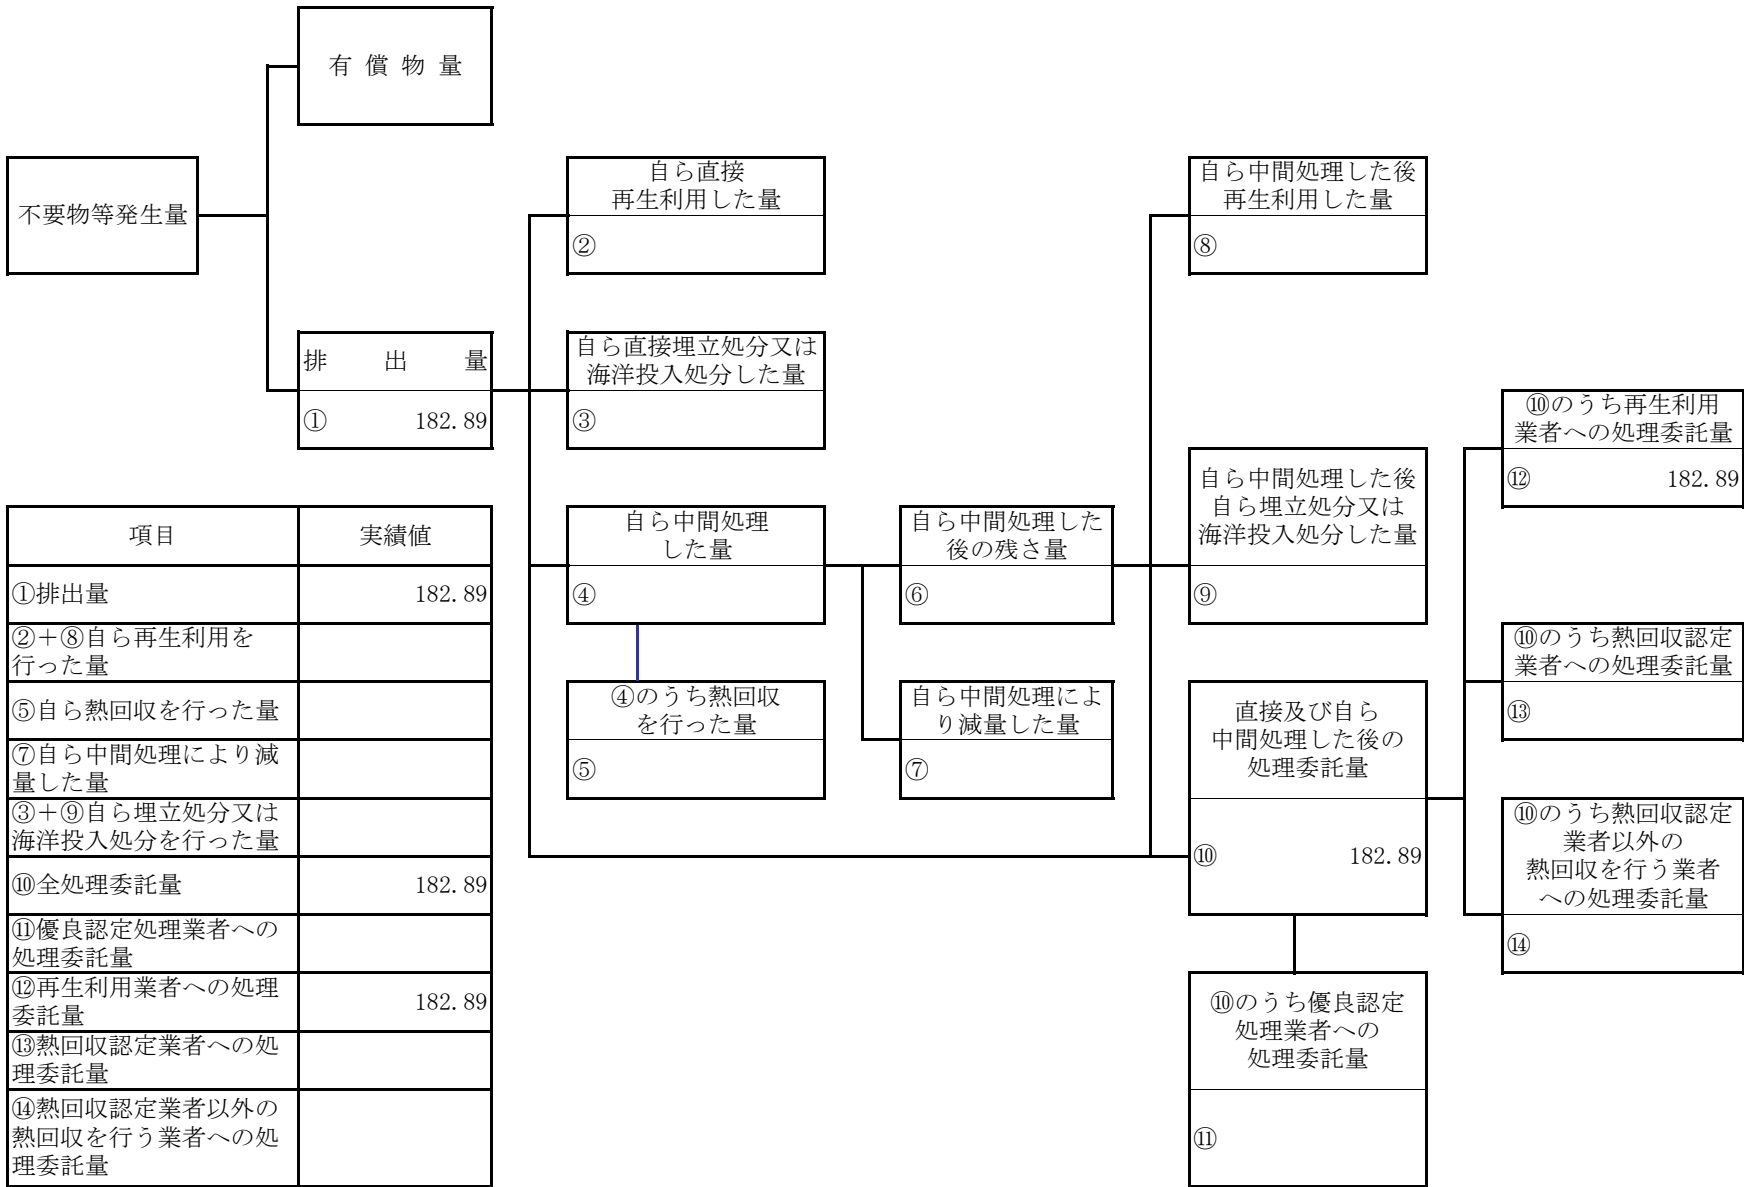 有償物量
不要物等発生量
排出量
① 182.89
自ら直接
再生利用した量
②
自ら直接埋立処分又は
海洋投入処分した量
③
自ら中間処理
した量
④
④のうち熱回収
を行った量
⑤
自ら中間処理した
後の残さ量
⑥
自ら中間処理によ
り減量した量
⑦
自ら中間処理した後
再生利用した量
⑧
自ら中間処理した後
自ら埋立処分又は
海洋投入処分した量
⑨
直接及び自ら
中間処理した後の
処理委託量
⑩ 182.89
⑩のうち優良認定
処理業者への
処理委託量
⑪
⑩のうち再生利用
業者への処理委託量
⑫ 182.89
⑩のうち熱回収認定
業者への処理委託量
⑬
⑩のうち熱回収認定
業者以外の
熱回収を行う業者
への処理委託量
⑭
項目 実績値
①排出量 182.89
②＋⑧自ら再生利用を
行った量
⑤自ら熱回収を行った量
⑦自ら中間処理により減
量した量
③＋⑨自ら埋立処分又は
海洋投入処分を行った量
⑩全処理委託量 182.89
⑪優良認定処理業者への
処理委託量
⑫再生利用業者への処理
委託量 182.89
⑬熱回収認定業者への処
理委託量
⑭熱回収認定業者以外の
熱回収を行う業者への処
理委託量